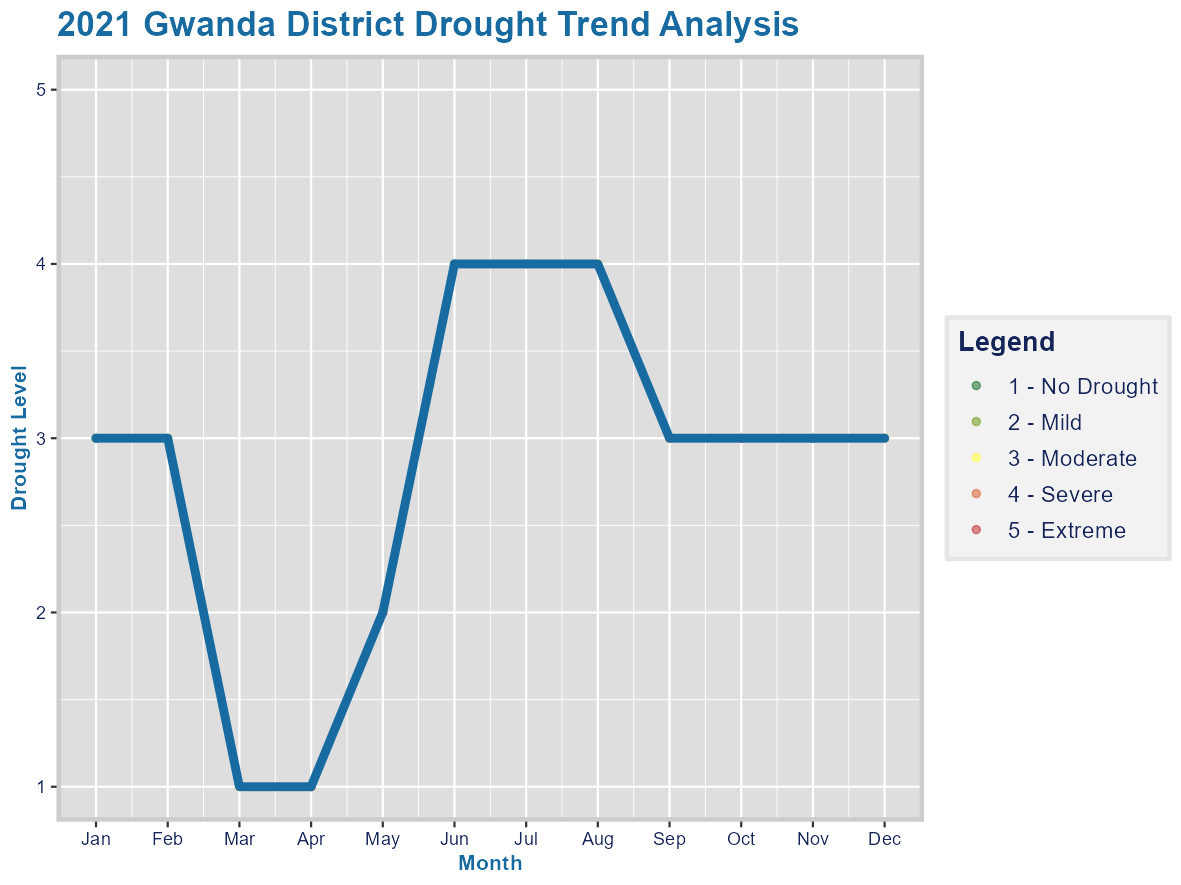 2021 Gwanda District Drought Trend Analysis
5
4
3
2
1
Drought Level
Jan Feb Mar Apr May Jun Jul Aug Sep Oct Nov Dec
Month
Legend
1 - No Drought
2 - Mild
3 - Moderate
4 - Severe
5 - Extreme